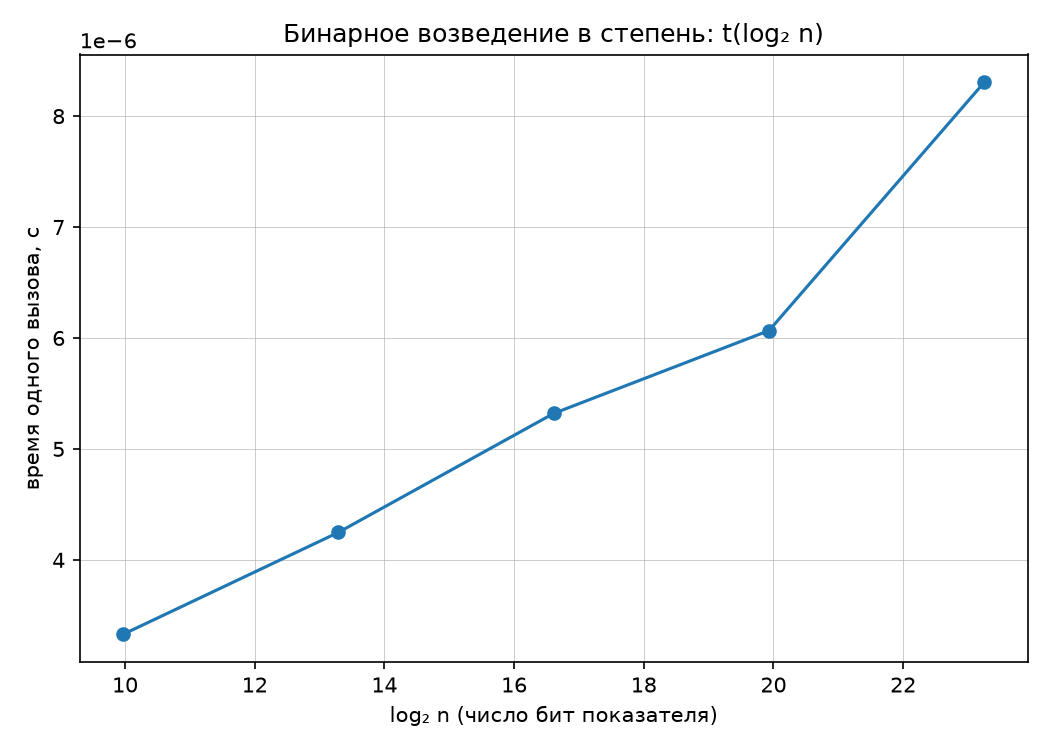 Бинарное возведение в степень: t(log₂ n)
1e−6
8
7
6
5
4
время одного вызова, с
10 12 14 16 18 20 22
log₂ n (число бит показателя)